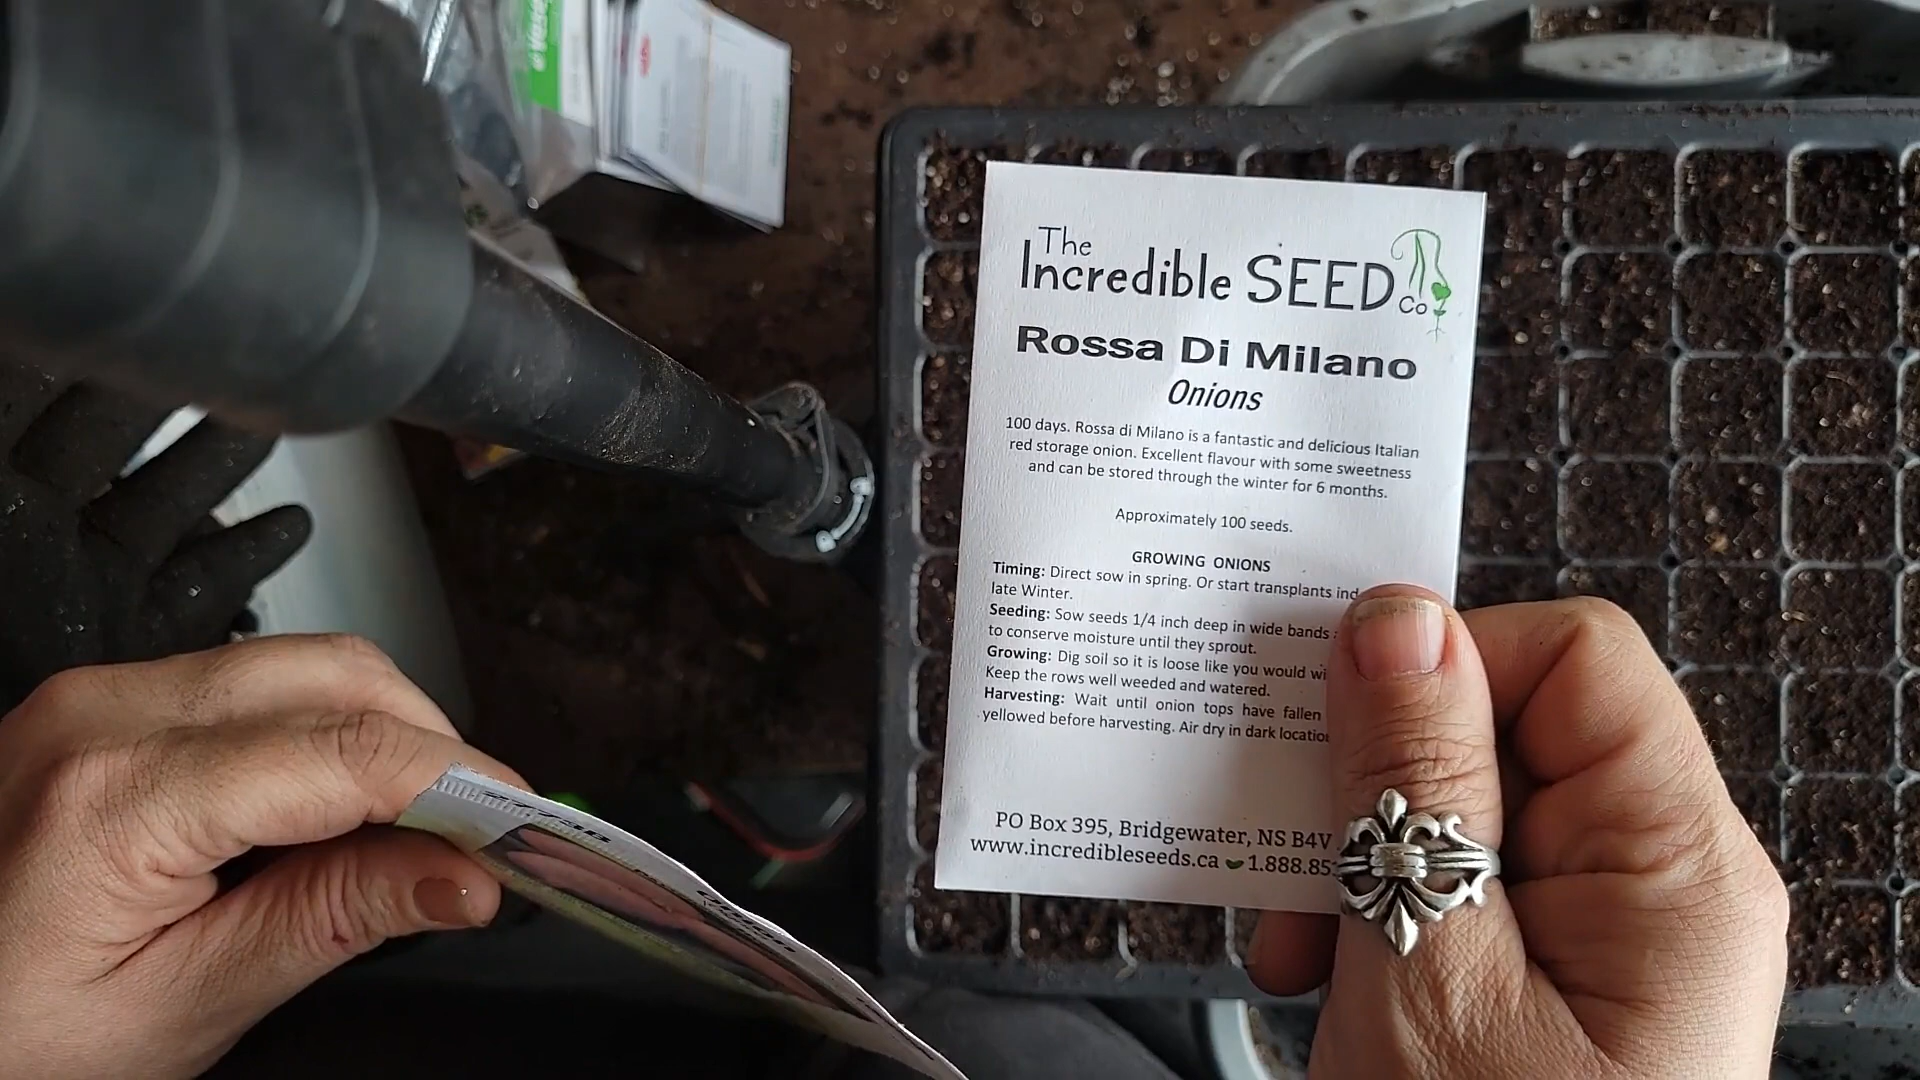 The
Incredible SEED
Co
Rossa Di Milano
Onions
100 days. Rossa di Milano is a fantastic and delicious Italian
red storage onion. Excellent flavour with some sweetness
and can be stored through the winter for 6 months.
Approximately 100 seeds.
GROWING ONIONS
Timing: Direct sow in spring. Or start transplants
late Winter.
Seeding: Sow seeds 1/4 inch deep in wide bands
to conserve moisture until they sprout.
Growing: Dig soil so it is loose like you would
Keep the rows well weeded and watered.
Harvesting: Wait until onion tops have fallen
yellowed before harvesting. Air dry in dark
PO Box 395, Bridgewater, NS B4V
www.incredibleseeds.ca 1.888.85
2773B